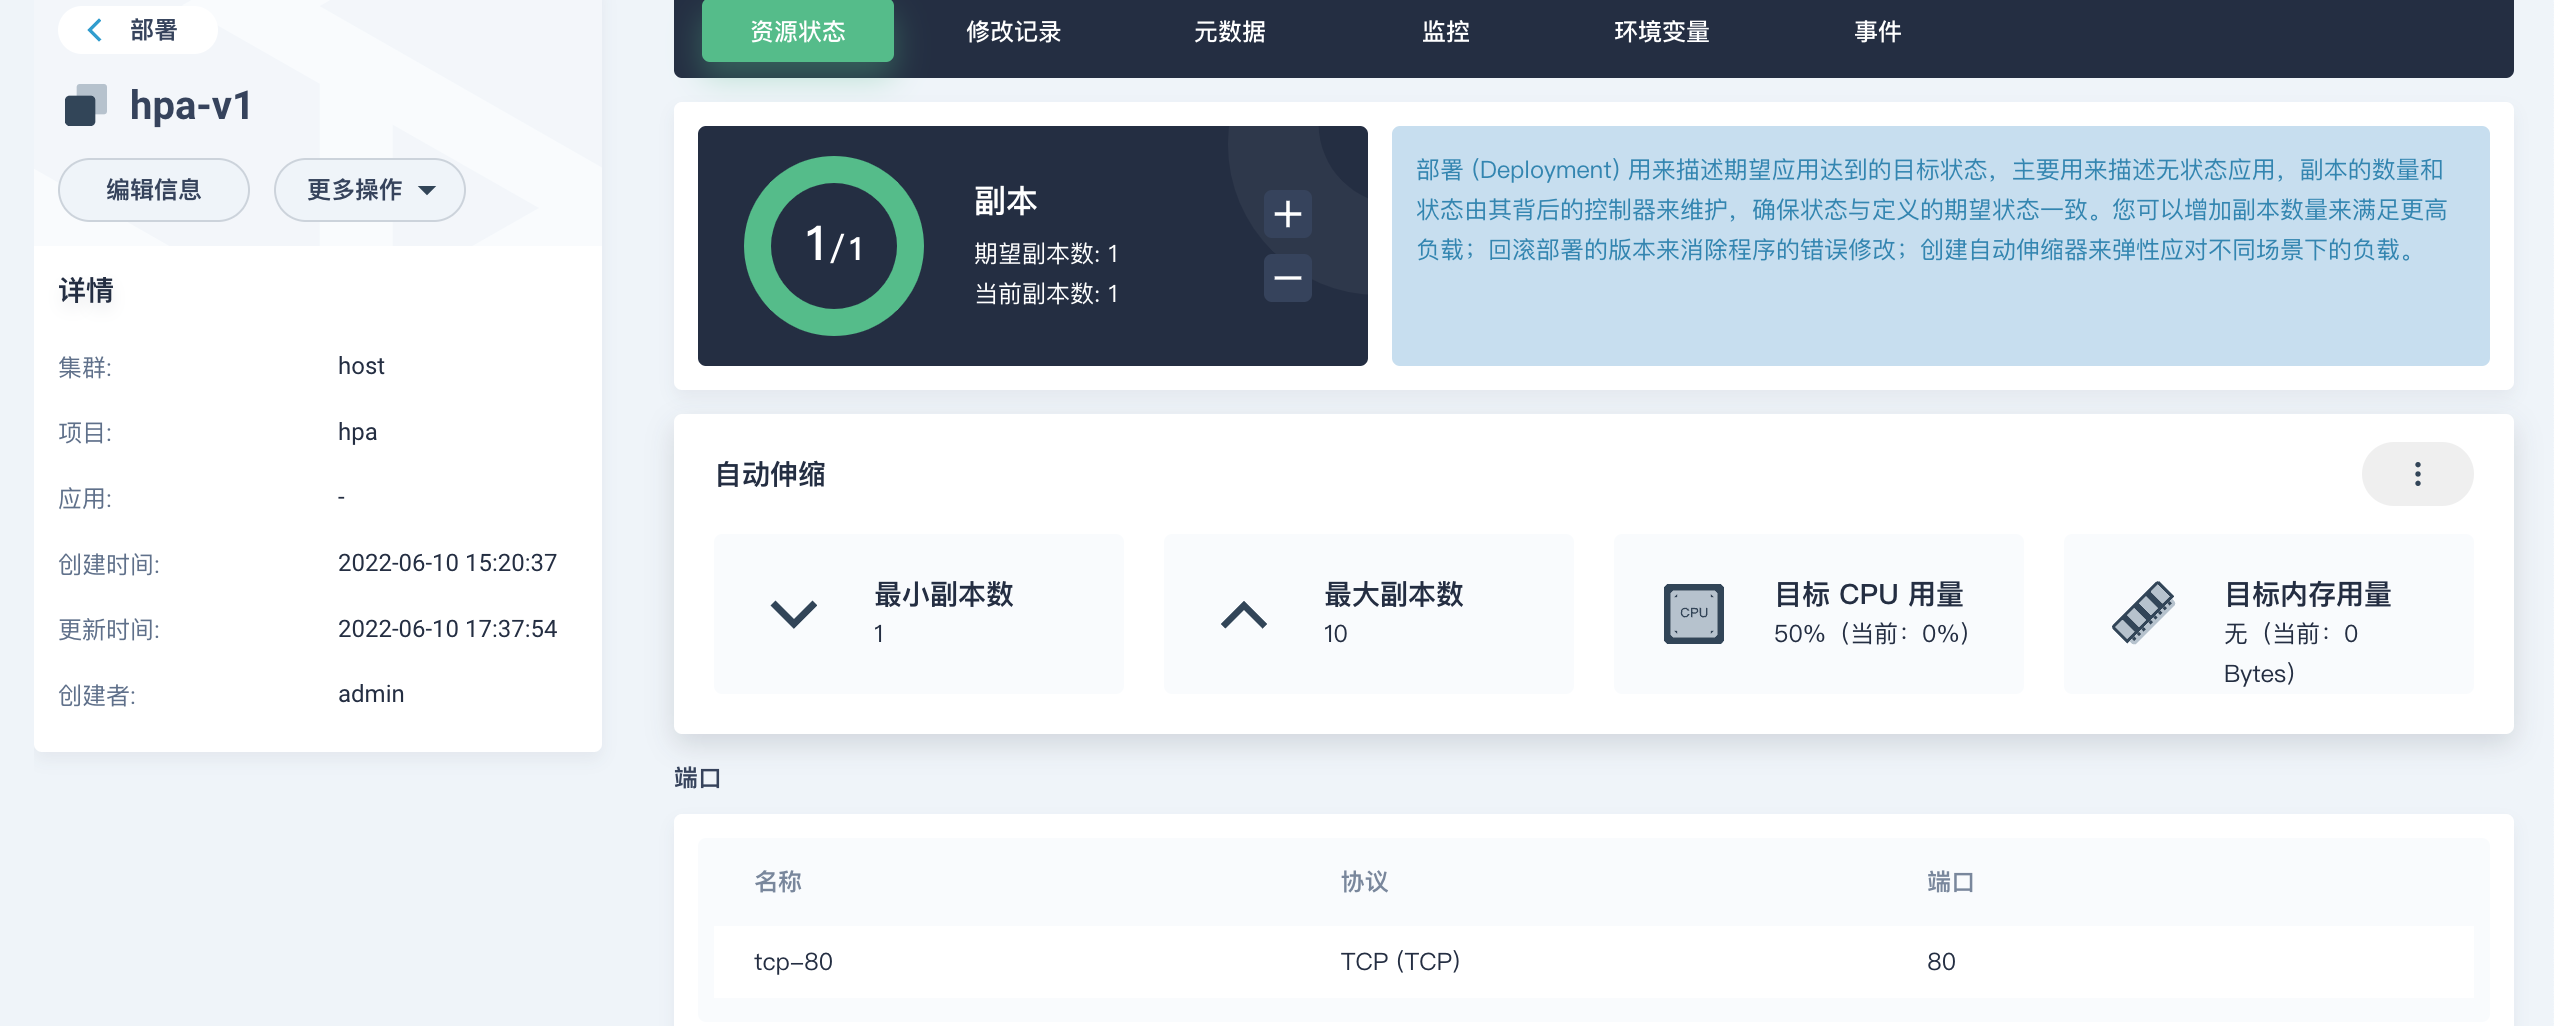 部署
hpa-v1
编辑信息
更多操作
详情
集群: host
项目: hpa
应用: -
创建时间: 2022-06-10 15:20:37
更新时间: 2022-06-10 17:37:54
创建者: admin
资源状态 修改记录 元数据 监控 环境变量 事件
1/1
副本
期望副本数: 1
当前副本数: 1
部署 (Deployment) 用来描述期望应用达到的目标状态，主要用来描述无状态应用，副本的数量和
状态由其背后的控制器来维护，确保状态与定义的期望状态一致。您可以增加副本数量来满足更高
负载；回滚部署的版本来消除程序的错误修改；创建自动伸缩器来弹性应对不同场景下的负载。
自动伸缩
最小副本数
1
最大副本数
10
CPU
目标 CPU 用量
50%（当前：0%）
目标内存用量
无（当前：0
Bytes）
端口
名称 协议 端口
tcp-80 TCP (TCP) 80